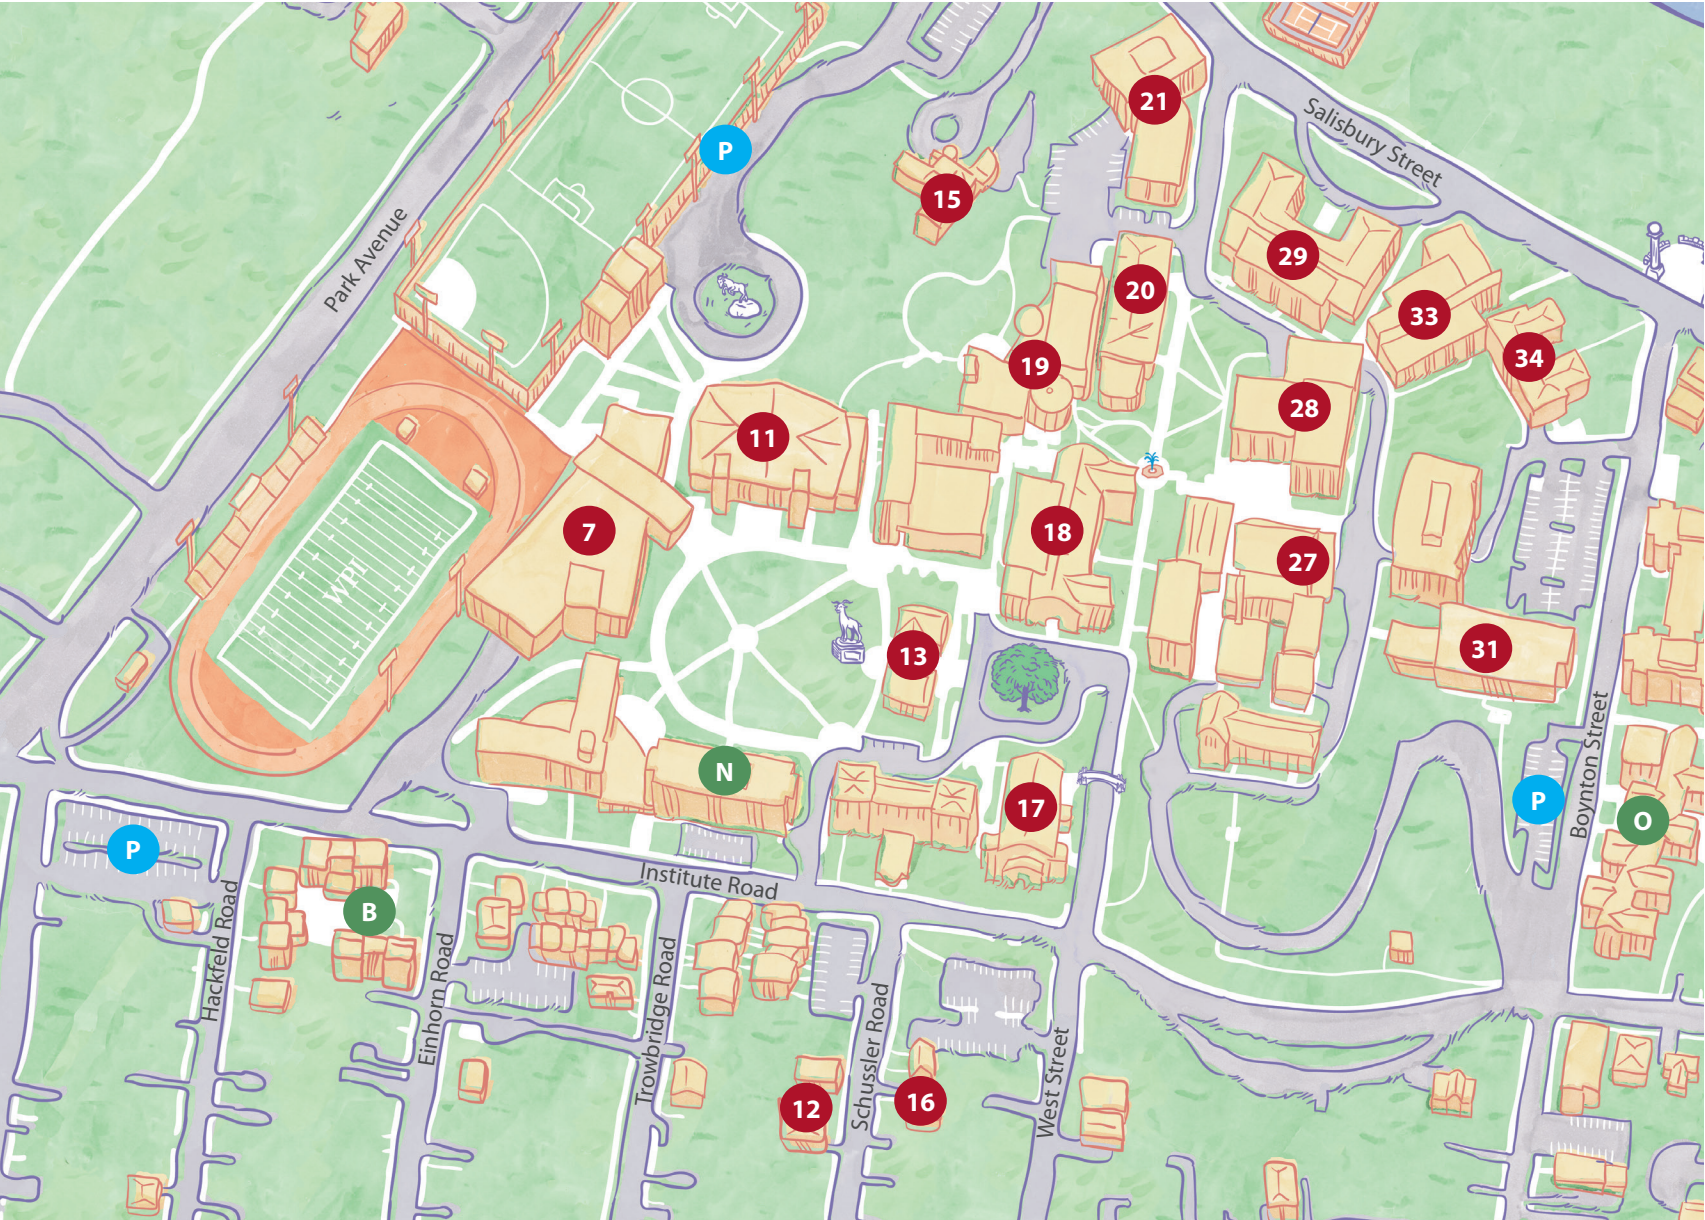 21
Salisbury Street
P
15
29
Park Avenue
20
33
34
19
28
11
7
18
27
WPI
13
31
N
17
Boynton Street
P
O
P
Institute Road
B
Hackfeld Road
Einhorn Road
Trowbridge Road
Schussler Road
West Street
12
16